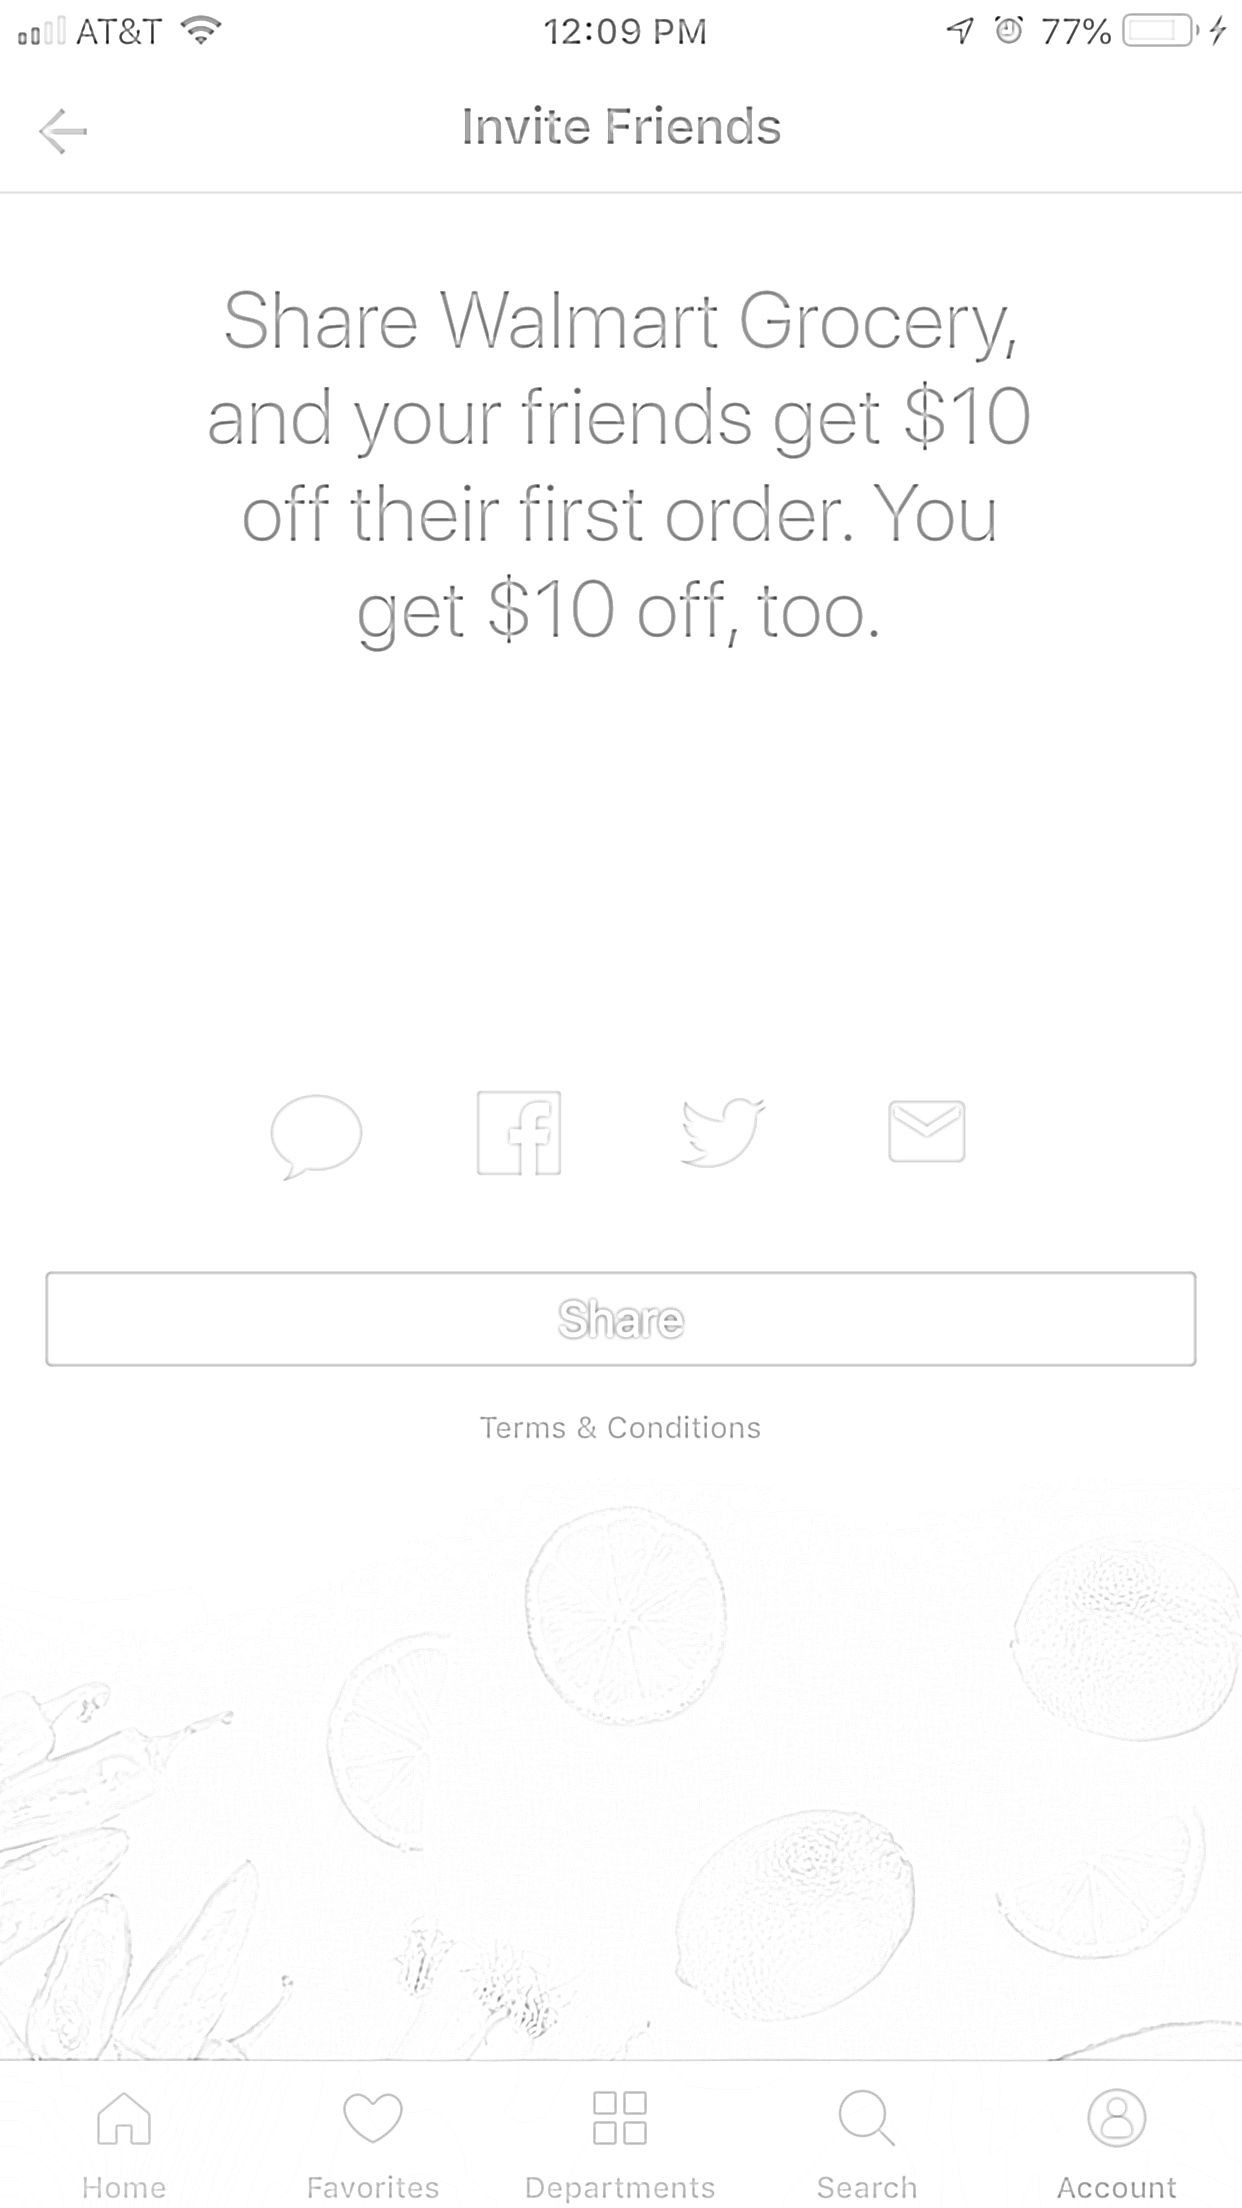 AT&T 12:09 PM 77%
Invite Friends
Share Walmart Grocery,
and your friends get $10
off their first order. You
get $10 off, too.
Share
Terms & Conditions
Home Favorites Departments Search Account